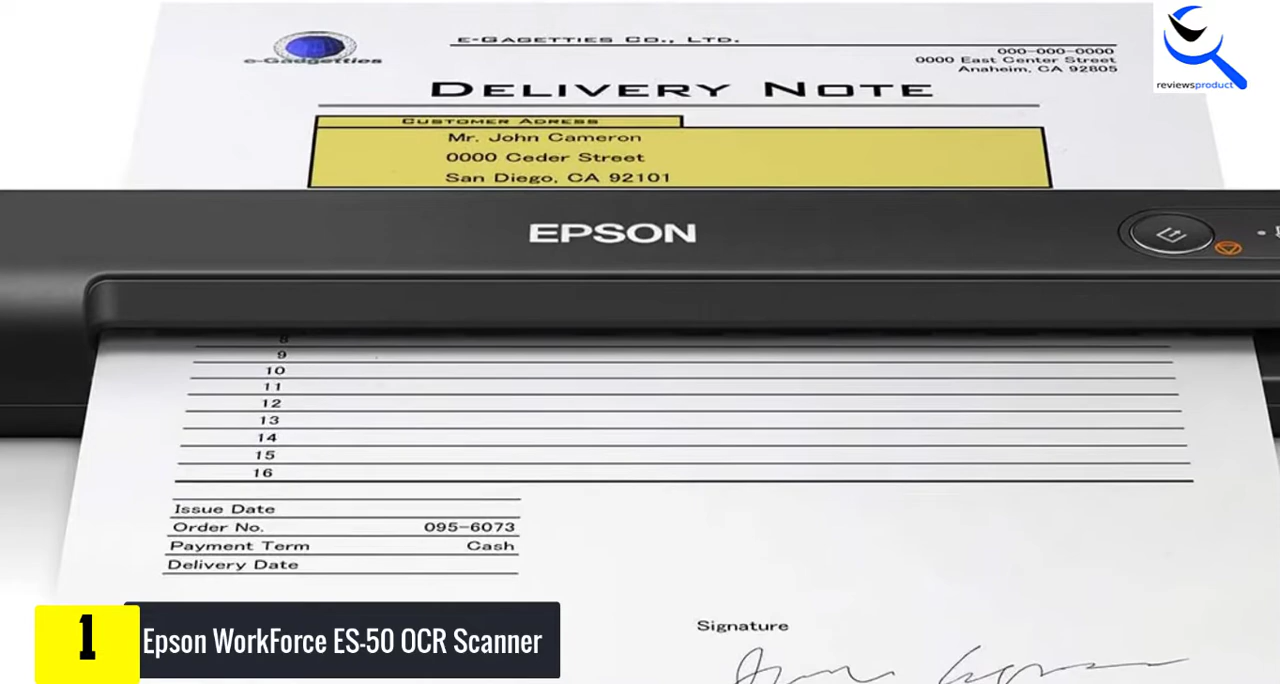 e-Gagetties Co., Ltd.
e-Gadgetties
000-000-0000
0000 East Center Street
Anaheim, CA 92805
reviewsproduct
Delivery Note
Customer Adress
Mr. John Cameron
0000 Ceder Street
San Diego, CA 92101
EPSON
8
9
10
11
12
13
14
15
16
Issue Date
Order No. 095-6073
Payment Term Cash
Delivery Date
Signature
1 Epson WorkForce ES-50 OCR Scanner